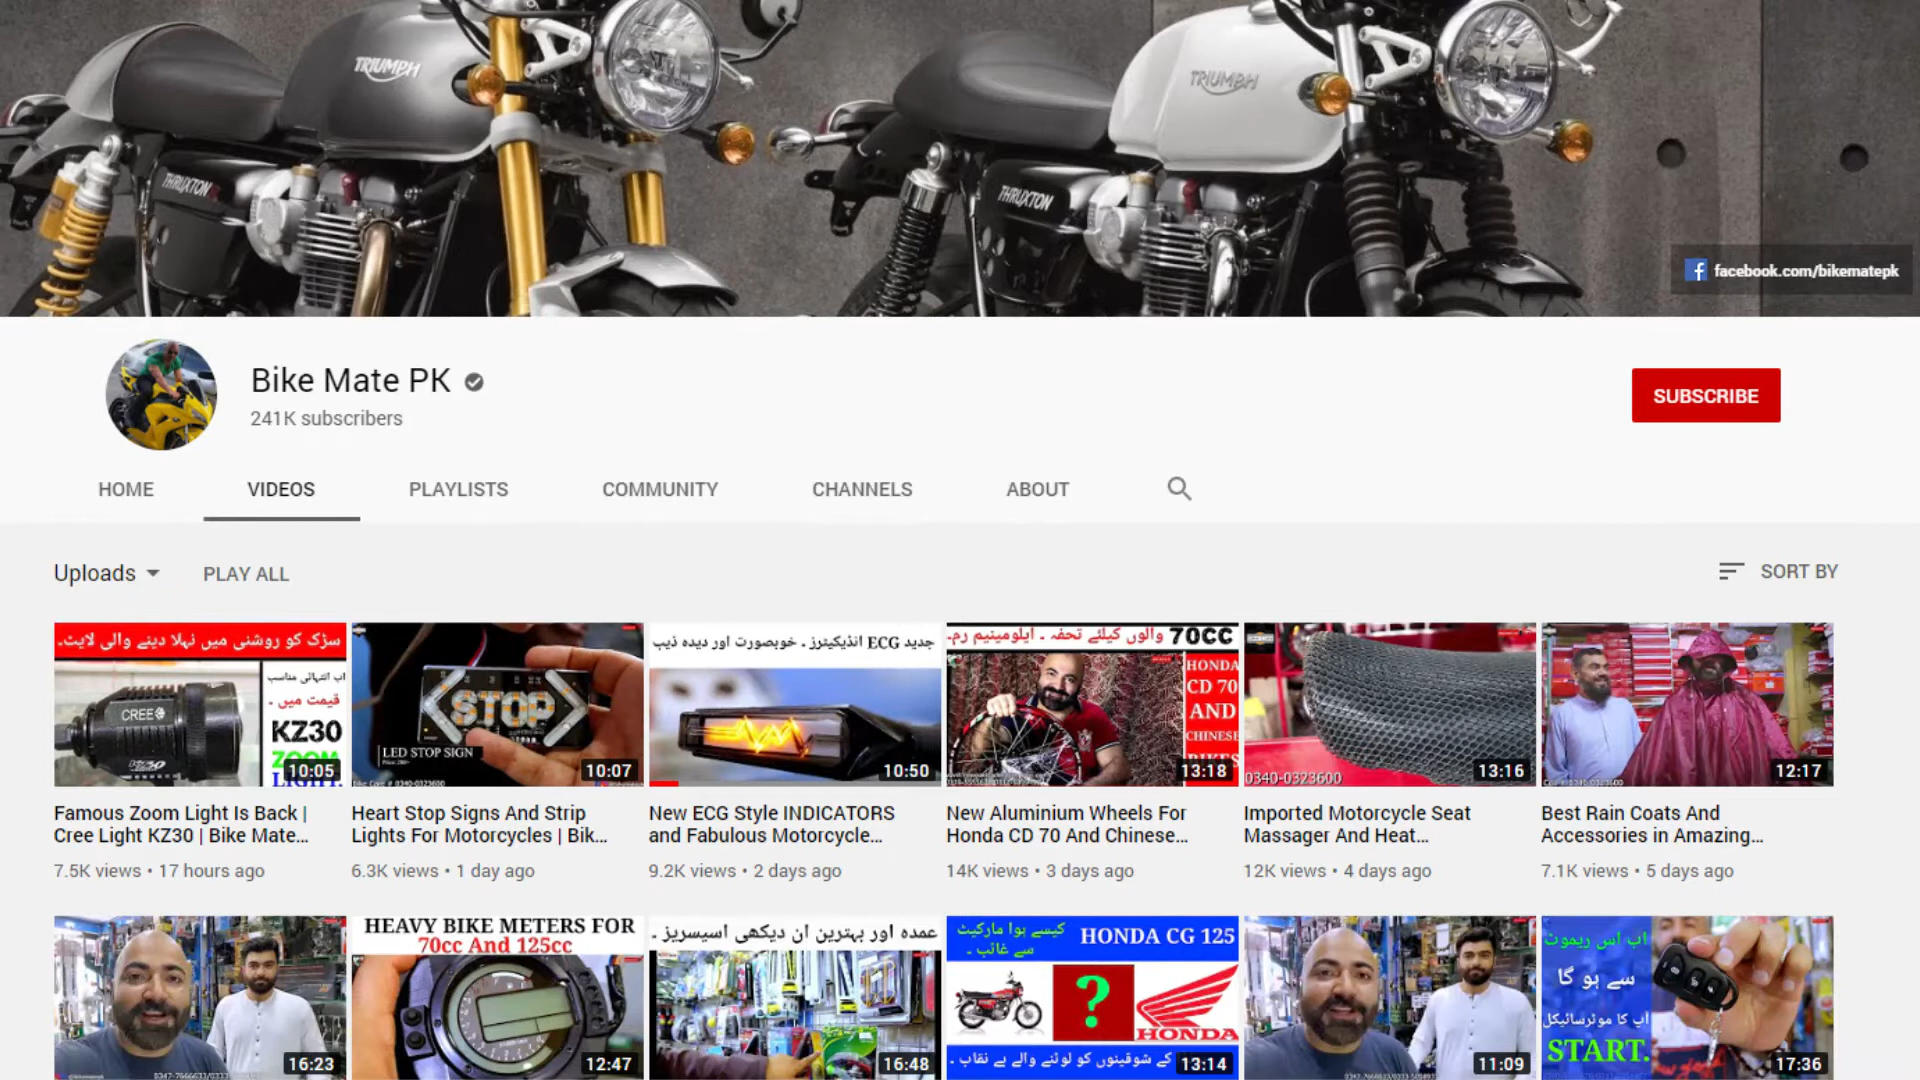 TRIUMPH
TRIUMPH
THRUXTON
THRUXTON
facebook.com/bikematepk
Bike Mate PK
241K subscribers
SUBSCRIBE
HOME
VIDEOS
PLAYLISTS
COMMUNITY
CHANNELS
ABOUT
Uploads
PLAY ALL
SORT BY
سڑک کو روشنی میں نہلا دینے والی لایٹ۔
اب انتہائی مناسب
قیمت میں ۔
CREE
KZ30
ZOOM
LIGHT.
10:05
STOP
LED STOP SIGN
10:07
جدید ECG انڈیکیٹرز ۔ خوبصورت اور دیدہ ذیب
10:50
70CC والوں کیلئے تحفہ ۔ ایلومینیم رم۔
HONDA
CD 70
AND
CHINESE
BIKES
13:18
0340-0323600
13:16
12:17
Famous Zoom Light Is Back |
Cree Light KZ30 | Bike Mate...
7.5K views • 17 hours ago
Heart Stop Signs And Strip
Lights For Motorcycles | Bik...
6.3K views • 1 day ago
New ECG Style INDICATORS
and Fabulous Motorcycle...
9.2K views • 2 days ago
New Aluminium Wheels For
Honda CD 70 And Chinese...
14K views • 3 days ago
Imported Motorcycle Seat
Massager And Heat...
12K views • 4 days ago
Best Rain Coats And
Accessories in Amazing...
7.1K views • 5 days ago
16:23
HEAVY BIKE METERS FOR
70cc And 125cc
12:47
عمدہ اور بہترین ان دیکھی اسیسریز ۔
16:48
کیسے ہوا مارکیٹ
سے غائب ۔
HONDA CG 125
?
HONDA
کے شوقینوں کو لوٹنے والے بے نقاب ۔
13:14
11:09
اب اس ریموٹ
سے ہو گا
آپ کا موٹرسائیکل
START.
17:36